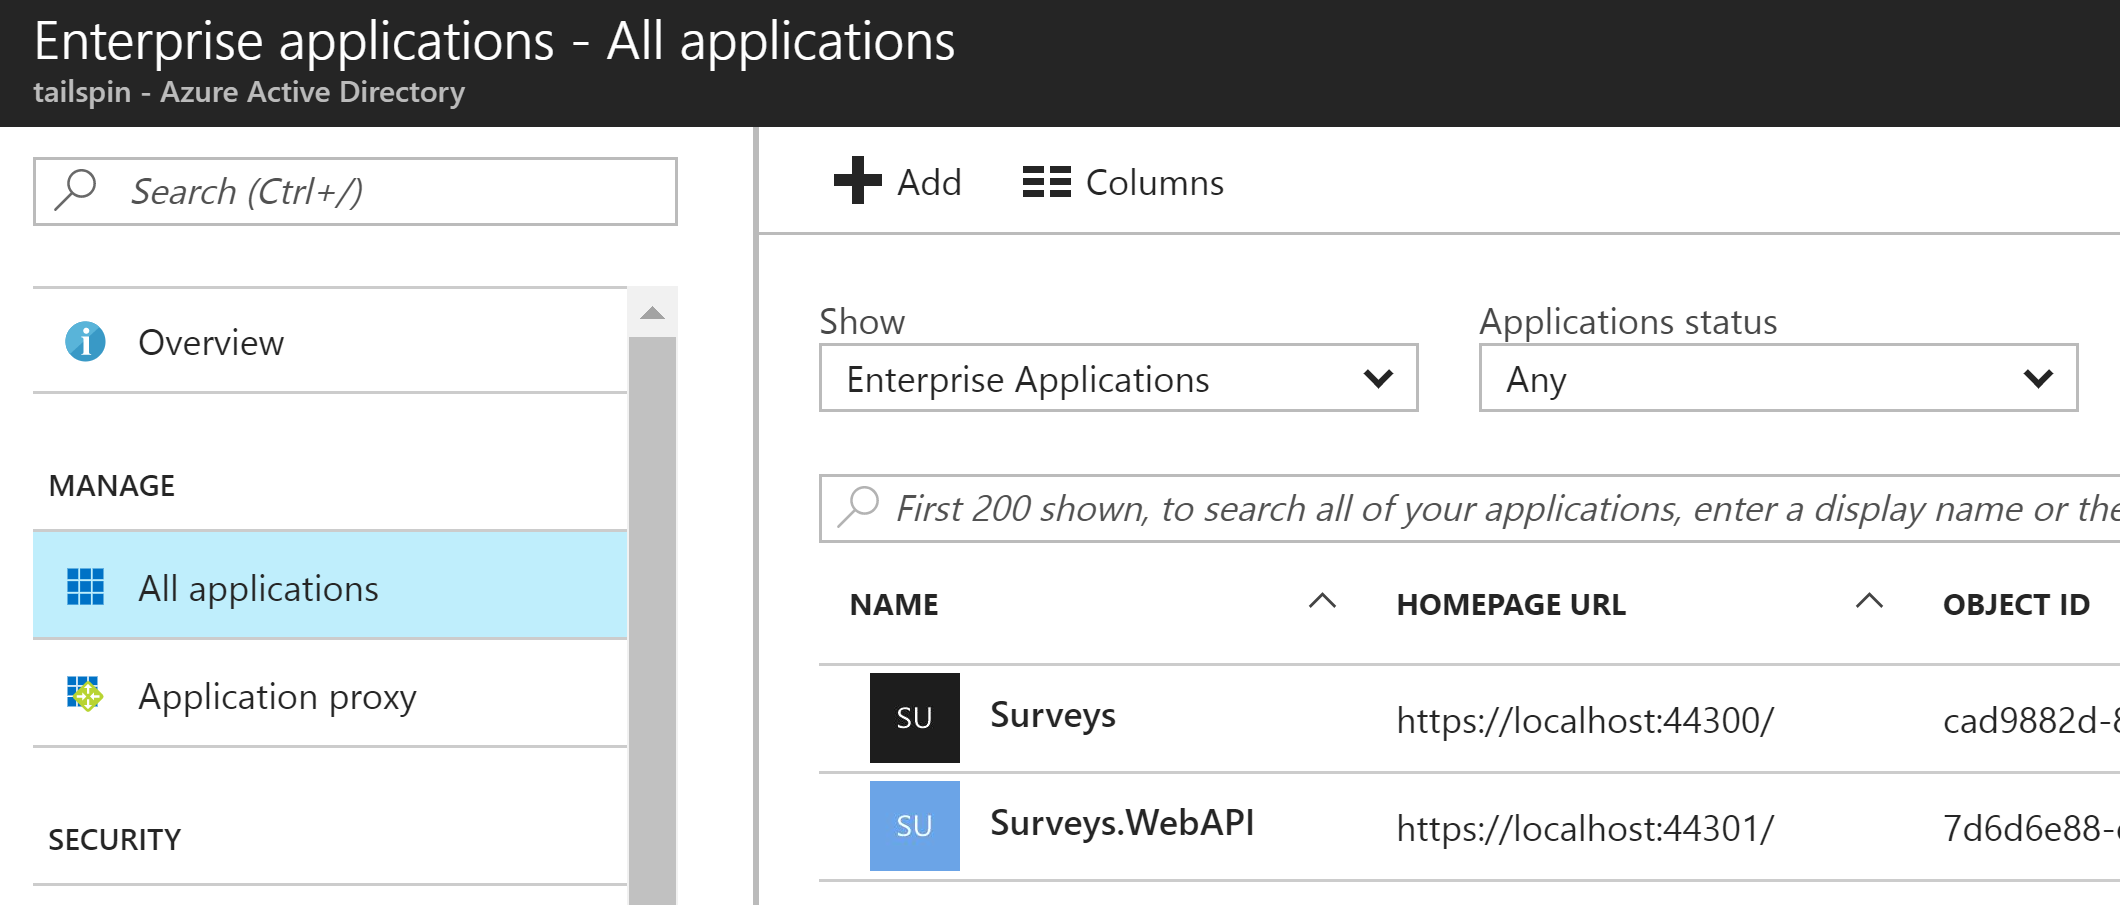 Enterprise applications - All applications
tailspin - Azure Active Directory
Search (Ctrl+/)
Overview
MANAGE
All applications
Application proxy
SECURITY
Add
Columns
Show
Applications status
Enterprise Applications
Any
First 200 shown, to search all of your applications, enter a display name or the
NAME
HOMEPAGE URL
OBJECT ID
SU
Surveys
https://localhost:44300/
cad9882d-8
SU
Surveys.WebAPI
https://localhost:44301/
7d6d6e88-